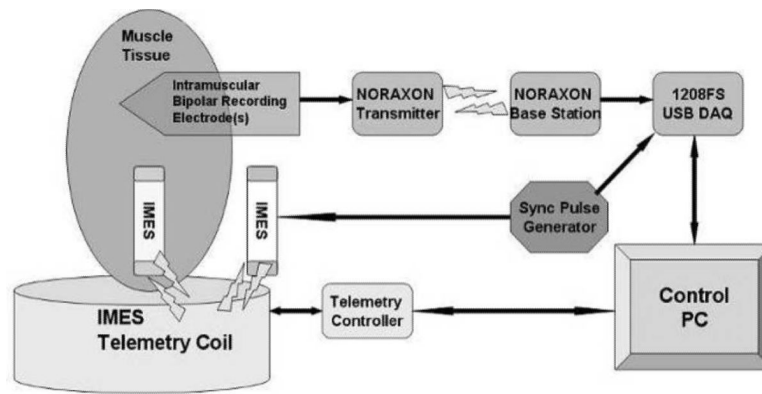 Muscle
Tissue
Intramuscular
Bipolar Recording
Electrode(s)
NORAXON
Transmitter
NORAXON
Base Station
1208FS
USB DAQ
IMES
IMES
Sync Pulse
Generator
IMES
Telemetry Coil
Telemetry
Controller
Control
PC